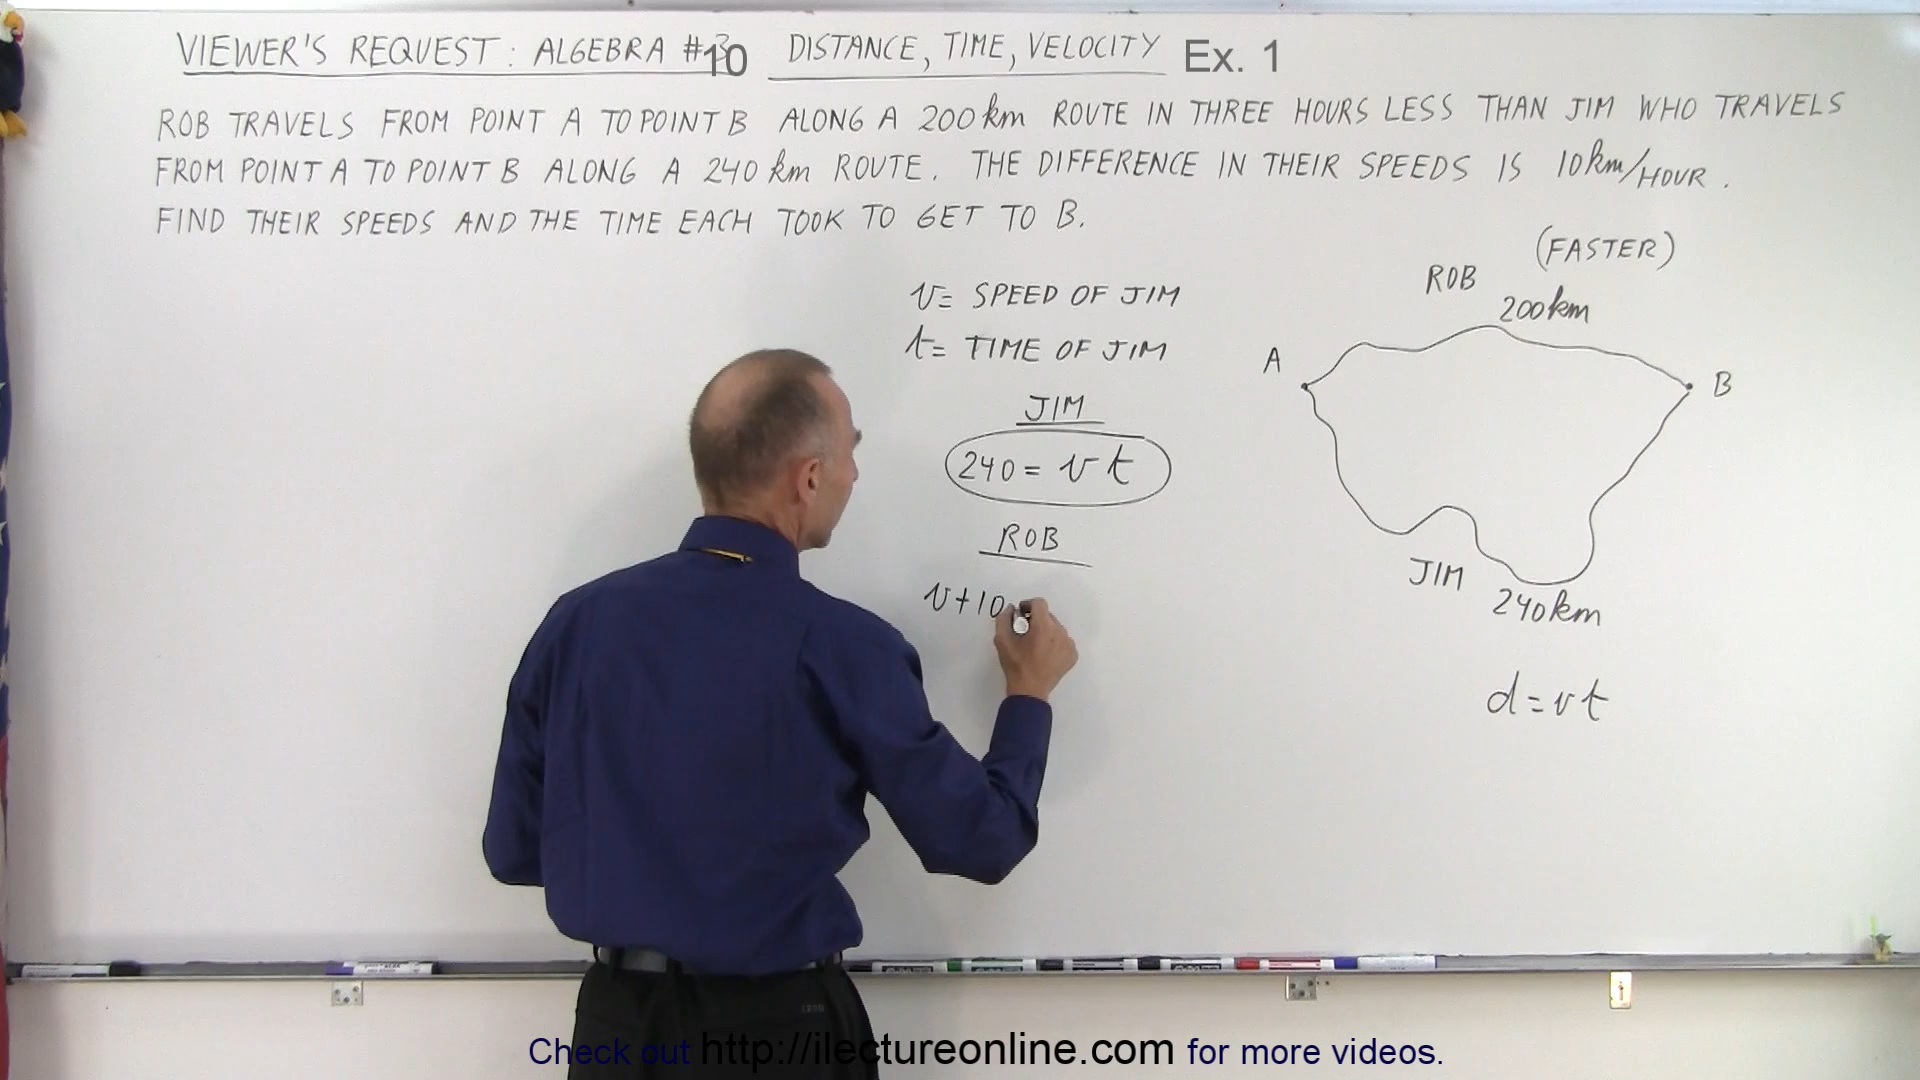 VIEWER'S REQUEST: ALGEBRA #10 DISTANCE, TIME, VELOCITY Ex. 1
ROB TRAVELS FROM POINT A TO POINT B ALONG A 200 km ROUTE IN THREE HOURS LESS THAN JIM WHO TRAVELS
FROM POINT A TO POINT B ALONG A 240 km ROUTE. THE DIFFERENCE IN THEIR SPEEDS IS 10 km/HOUR.
FIND THEIR SPEEDS AND THE TIME EACH TOOK TO GET TO B.
v = SPEED OF JIM
t = TIME OF JIM
JIM
240 = v t
ROB
v+10
(FASTER)
ROB
200 km
A
B
JIM
240 km
d = v t
Check out http://ilectureonline.com for more videos.